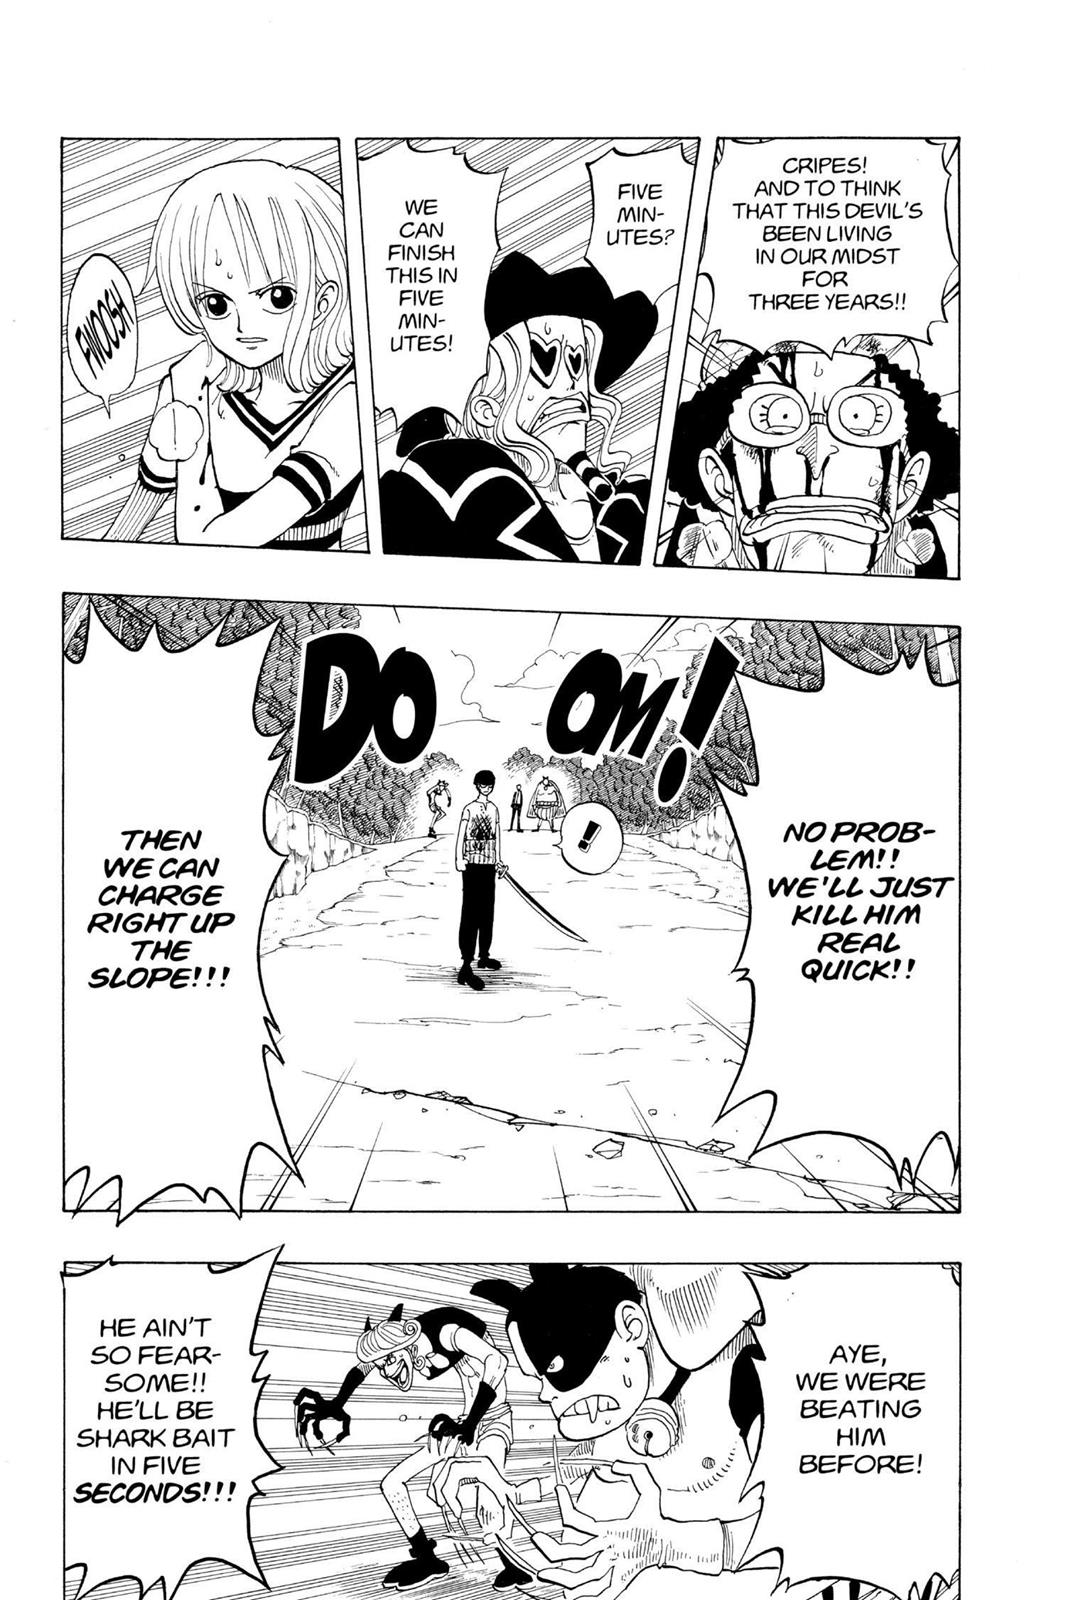 CRIPES!
AND TO THINK
THAT THIS DEVIL'S
BEEN LIVING
IN OUR MIDST
FOR
THREE YEARS!!
FIVE
MIN-
UTES?
WE
CAN
FINISH
THIS IN
FIVE
MIN-
UTES!
FWOOSH
NO PROB-
LEM!!
WE'LL JUST
KILL HIM
REAL
QUICK!!
DOOM!
!
THEN
WE CAN
CHARGE
RIGHT UP
THE
SLOPE!!!
AYE,
WE WERE
BEATING
HIM
BEFORE!
HE AIN'T
SO FEAR-
SOME!!
HE'LL BE
SHARK BAIT
IN FIVE
SECONDS!!!